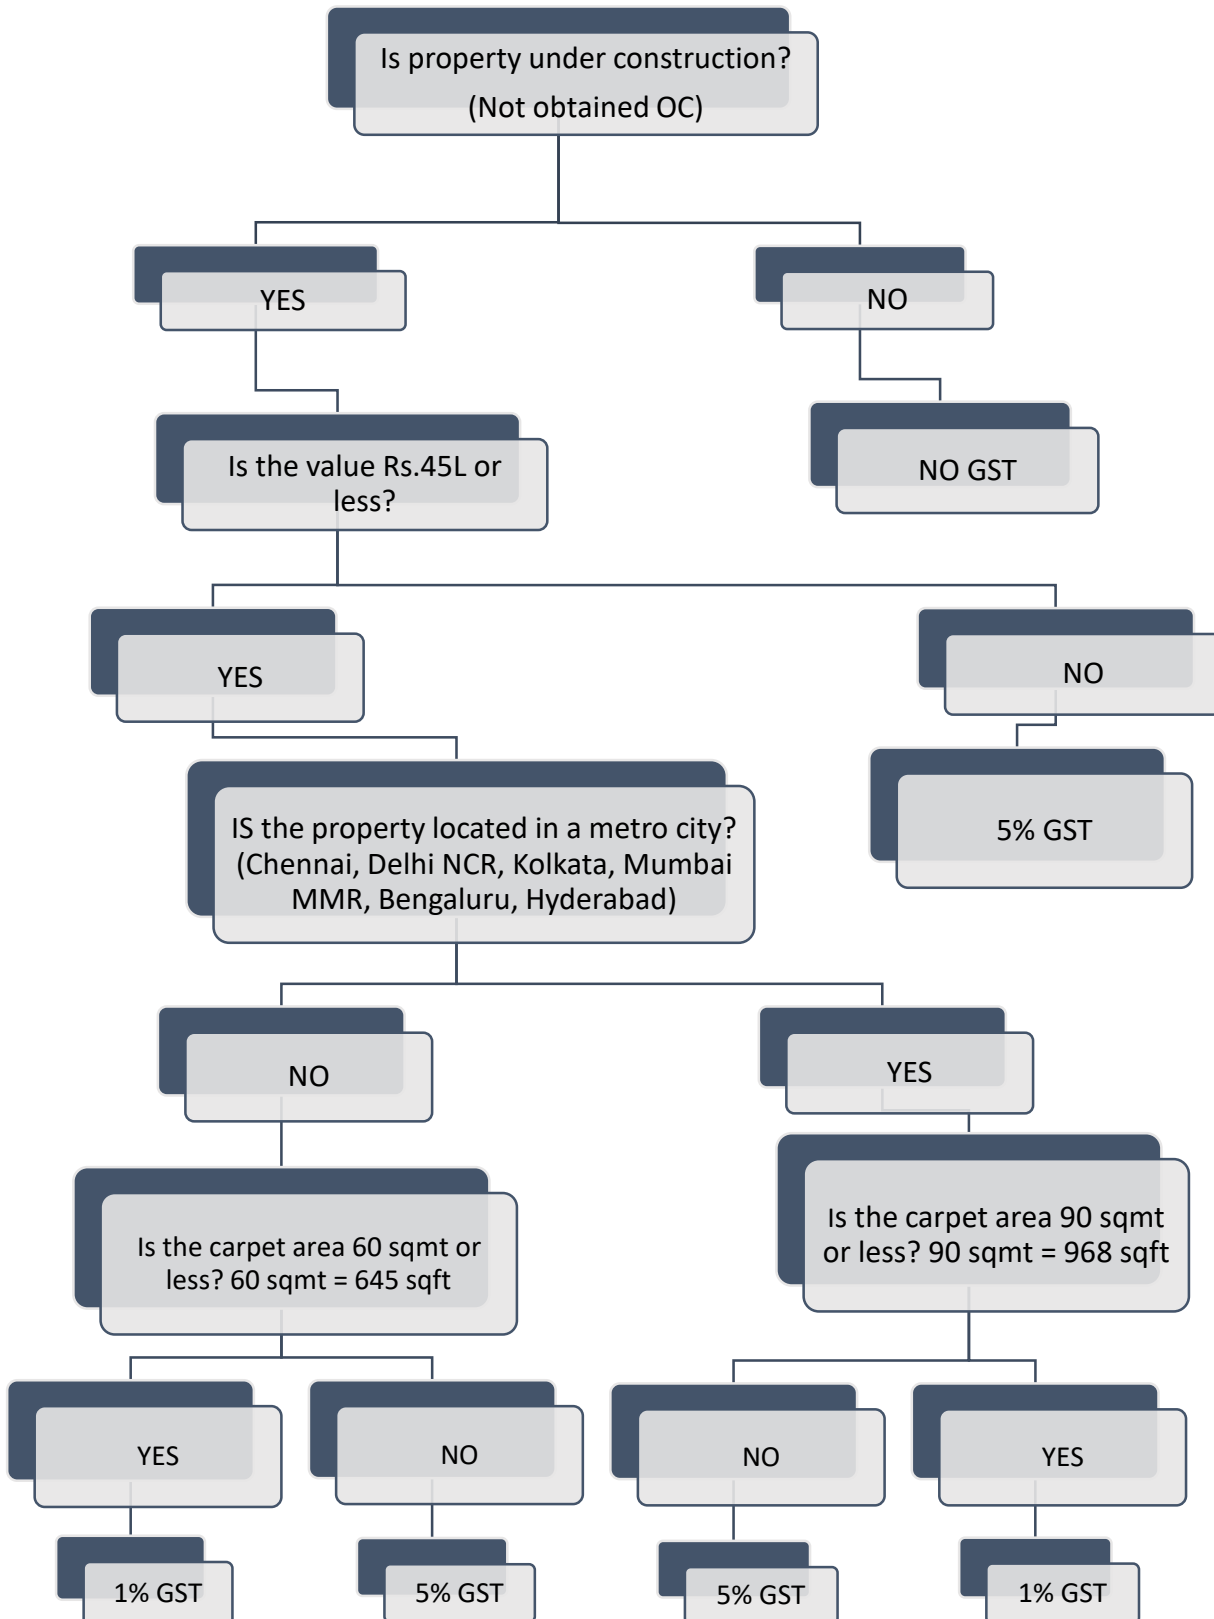 Is property under construction?
(Not obtained OC)
YES
NO
Is the value Rs.45L or
less?
NO GST
YES
NO
IS the property located in a metro city?
(Chennai, Delhi NCR, Kolkata, Mumbai
MMR, Bengaluru, Hyderabad)
5% GST
NO
YES
Is the carpet area 60 sqmt or
less? 60 sqmt = 645 sqft
Is the carpet area 90 sqmt
or less? 90 sqmt = 968 sqft
YES
NO
NO
YES
1% GST
5% GST
5% GST
1% GST